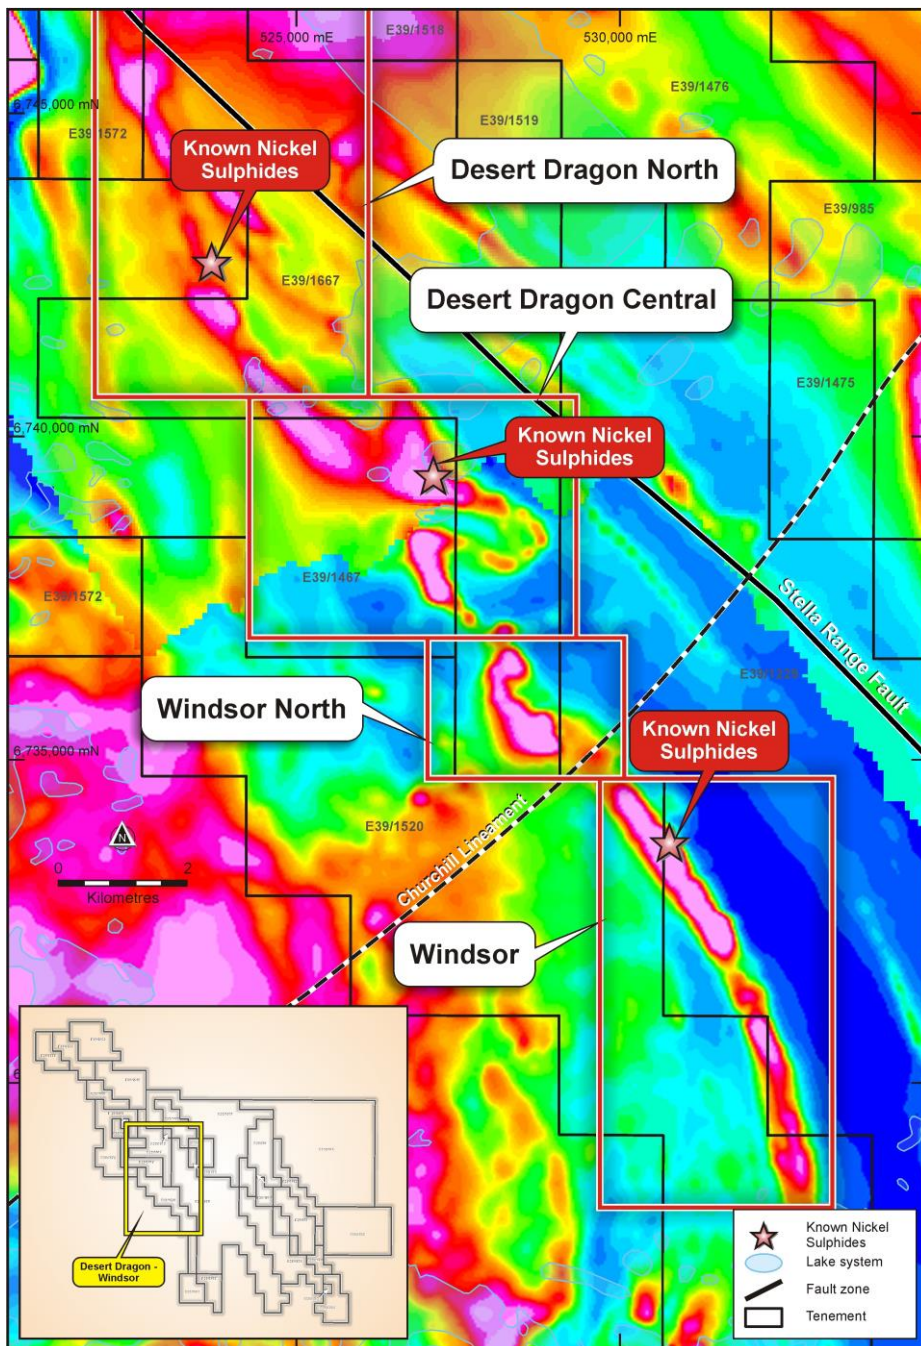 525,000 mE
530,000 mE
E39/1518
E39/1476
6,745,000 mN
E39/1519
E39/1572
Known Nickel
Sulphides
Desert Dragon North
E39/985
E39/1667
Desert Dragon Central
E39/1475
6,740,000 mN
Known Nickel
Sulphides
E39/1467
E39/1572
Stella Range Fault
Windsor North
Known Nickel
Sulphides
6,735,000 mN
E39/1520
N
0
2
Kilometres
Churchill Lineament
Windsor
Desert Dragon -
Windsor
Known Nickel
Sulphides
Lake system
Fault zone
Tenement